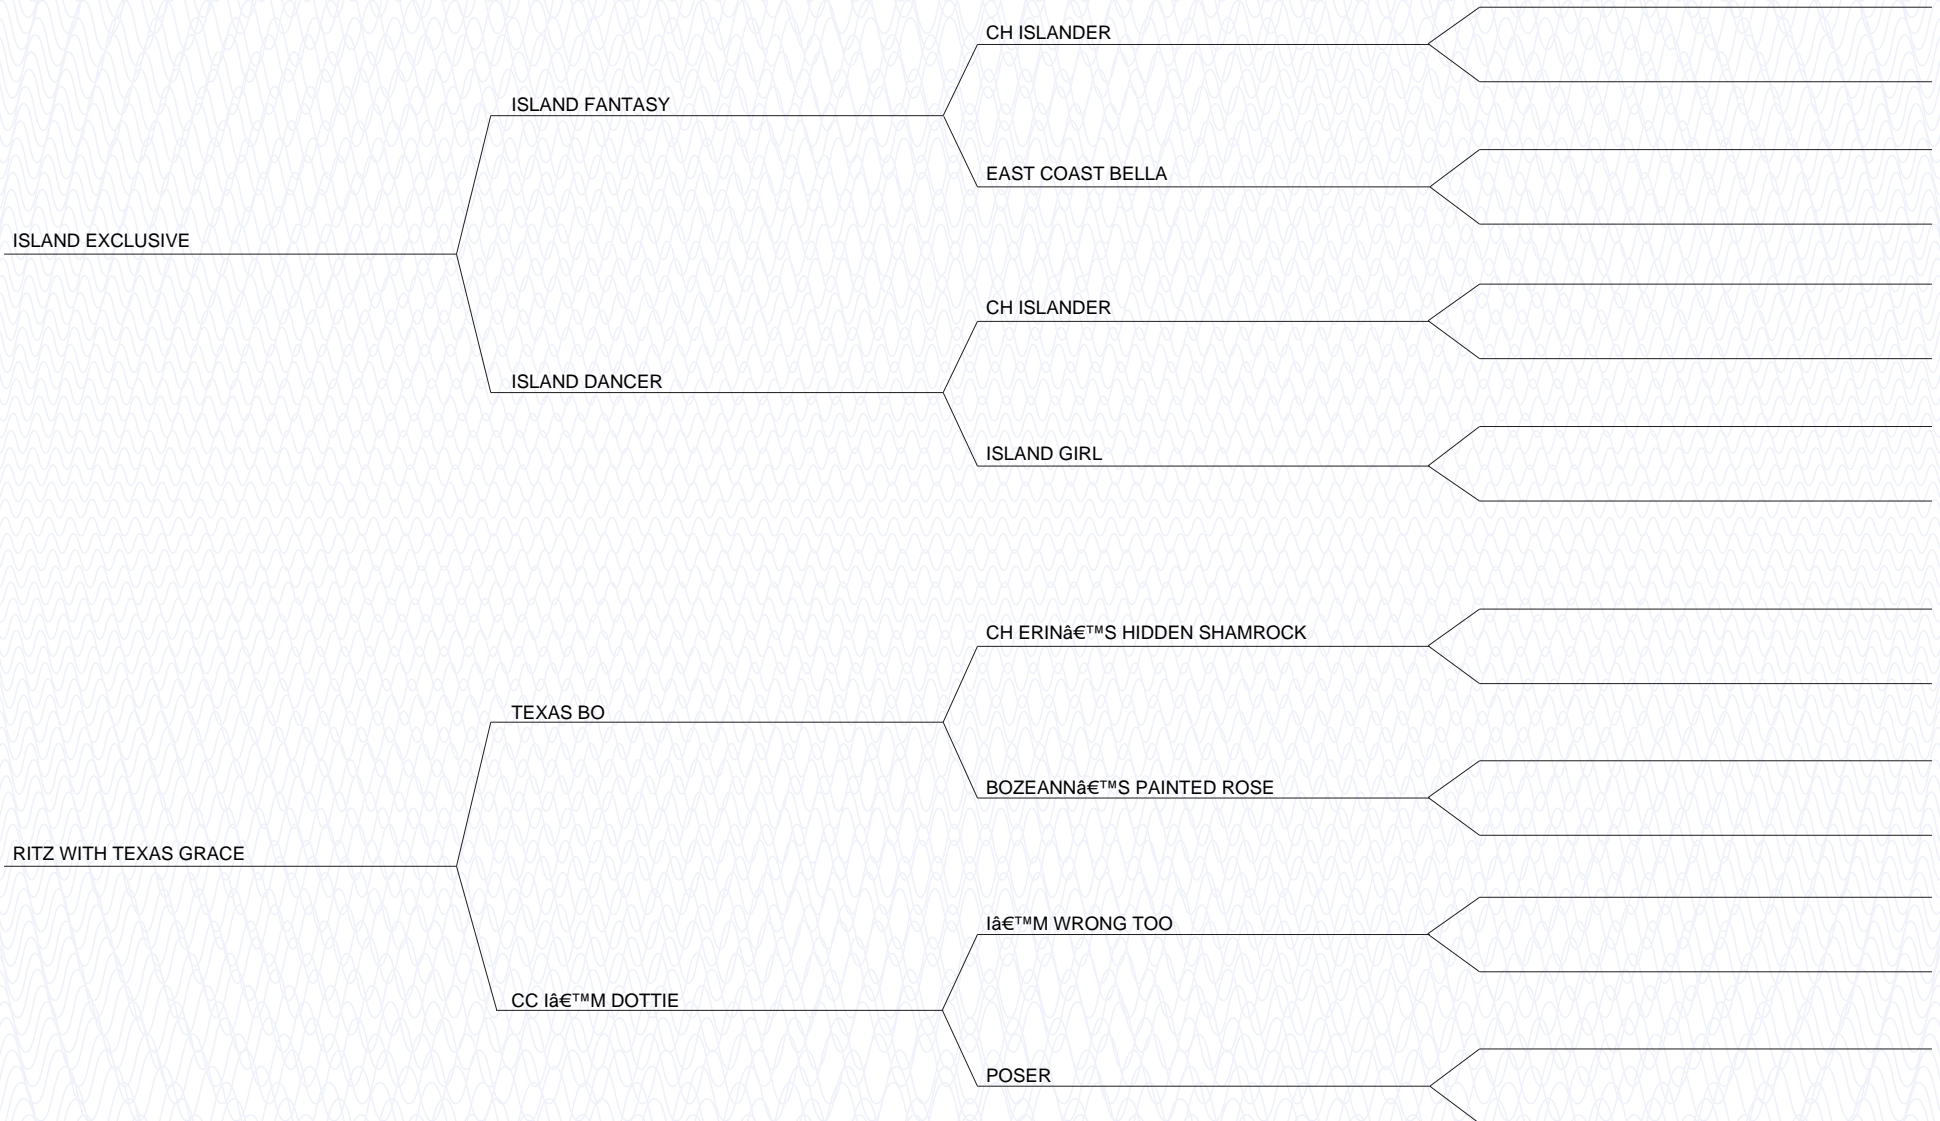 CH ISLANDER
ISLAND FANTASY
EAST COAST BELLA
ISLAND EXCLUSIVE
CH ISLANDER
ISLAND DANCER
ISLAND GIRL
CH ERINâ€™S HIDDEN SHAMROCK
TEXAS BO
BOZEANNâ€™S PAINTED ROSE
RITZ WITH TEXAS GRACE
Iâ€™M WRONG TOO
CC Iâ€™M DOTTIE
POSER